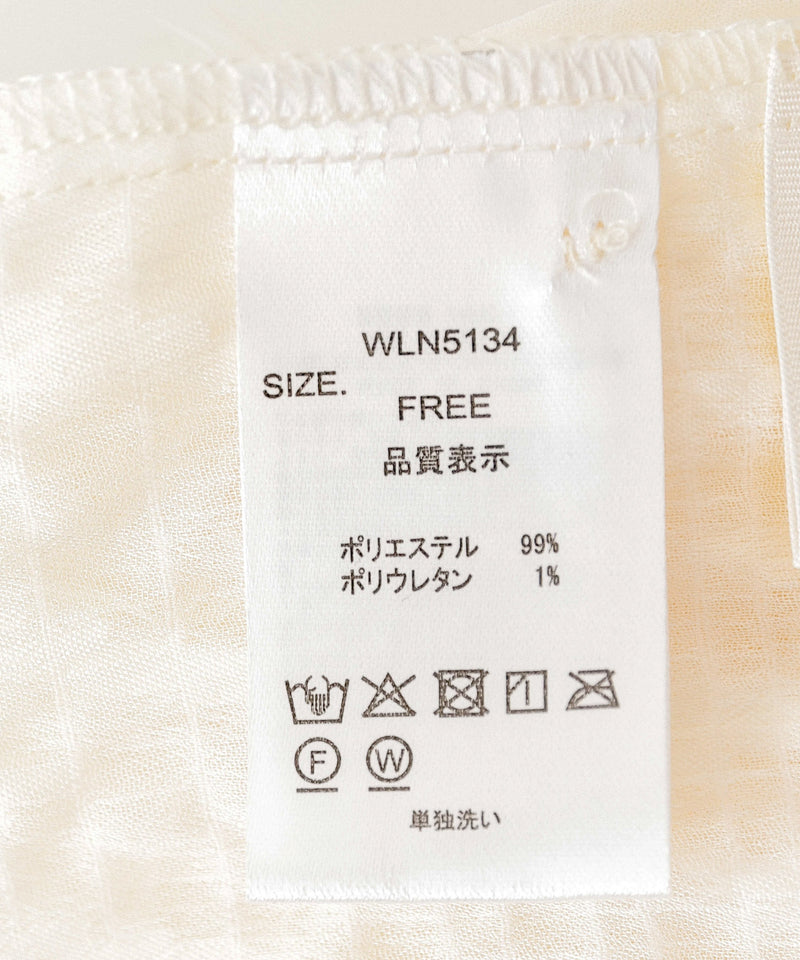 WLN5134
SIZE.
FREE
品質表示
ポリエステル 99%
ポリウレタン 1%
F W
単独洗い